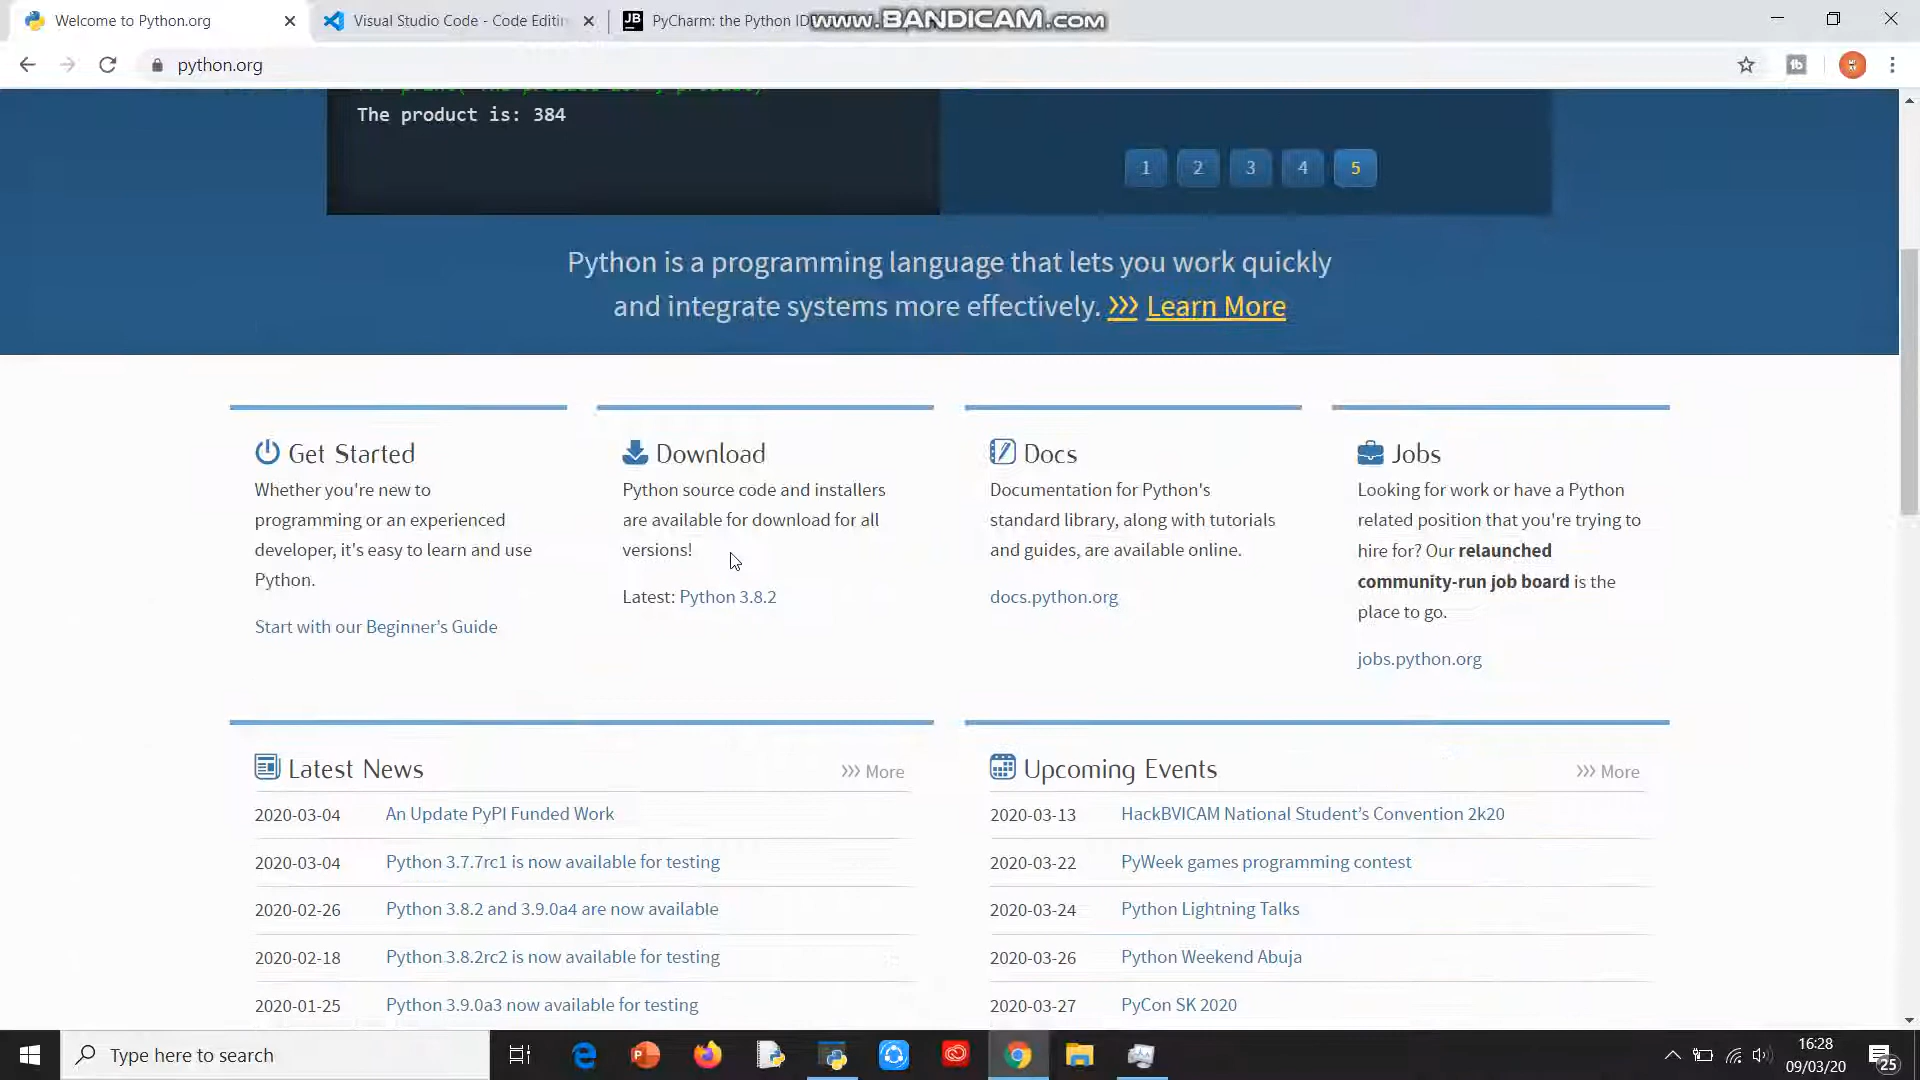 Welcome to Python.org
Visual Studio Code - Code Editi
PyCharm: the Python ID
www.BANDICAM.com
python.org
The product is: 384
1 2 3 4 5
Python is a programming language that lets you work quickly
and integrate systems more effectively. >>> Learn More
Get Started
Whether you're new to
programming or an experienced
developer, it's easy to learn and use
Python.
Start with our Beginner's Guide
Download
Python source code and installers
are available for download for all
versions!
Latest: Python 3.8.2
Docs
Documentation for Python's
standard library, along with tutorials
and guides, are available online.
docs.python.org
Jobs
Looking for work or have a Python
related position that you're trying to
hire for? Our relaunched
community-run job board is the
place to go.
jobs.python.org
Latest News
>>> More
2020-03-04 An Update PyPI Funded Work
2020-03-04 Python 3.7.7rc1 is now available for testing
2020-02-26 Python 3.8.2 and 3.9.0a4 are now available
2020-02-18 Python 3.8.2rc2 is now available for testing
2020-01-25 Python 3.9.0a3 now available for testing
Upcoming Events
>>> More
2020-03-13 HackBVICAM National Student’s Convention 2k20
2020-03-22 PyWeek games programming contest
2020-03-24 Python Lightning Talks
2020-03-26 Python Weekend Abuja
2020-03-27 PyCon SK 2020
Type here to search
16:28
09/03/20
25